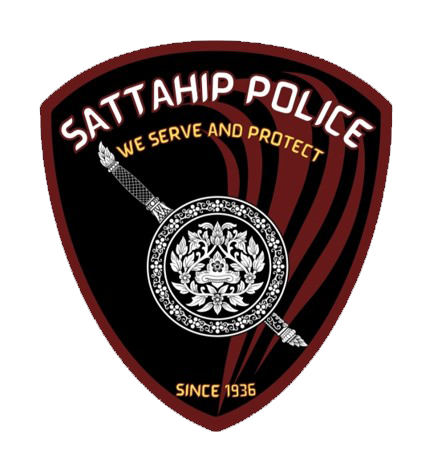 SATTAHIP POLICE
WE SERVE AND PROTECT
SINCE 1936